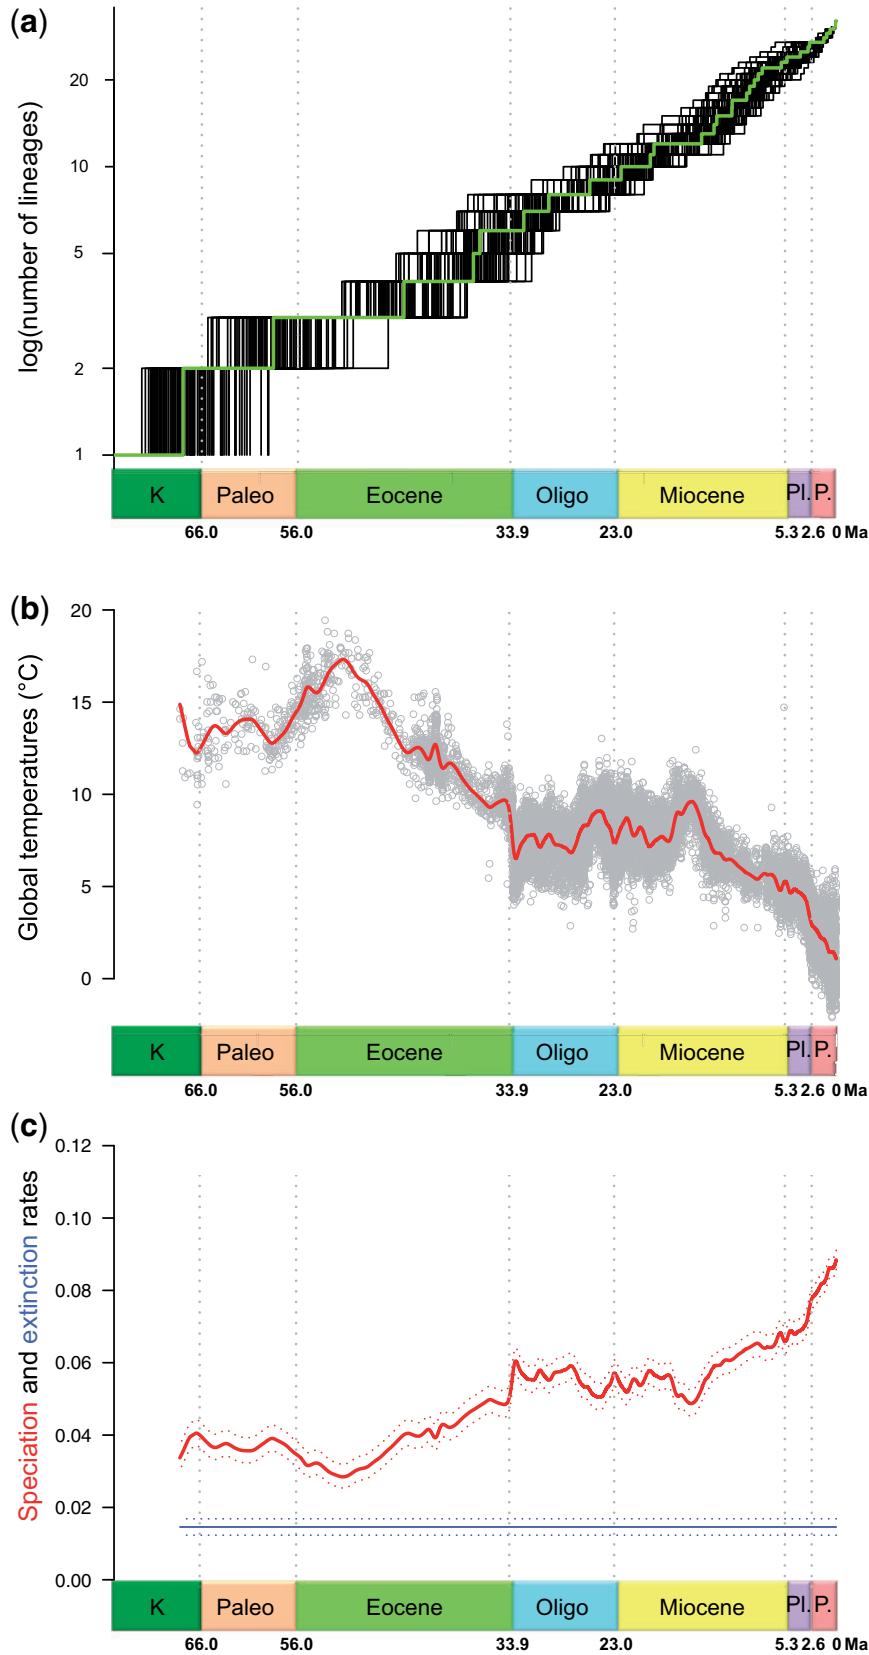 (a)
log(number of lineages)
20
10
5
2
1
K Paleo Eocene Oligo Miocene Pl. P.
66.0 56.0 33.9 23.0 5.3 2.6 0 Ma
(b)
Global temperatures (°C)
20
15
10
5
0
K Paleo Eocene Oligo Miocene Pl. P.
66.0 56.0 33.9 23.0 5.3 2.6 0 Ma
(c)
Speciation and extinction rates
0.12
0.10
0.08
0.06
0.04
0.02
0.00
K Paleo Eocene Oligo Miocene Pl. P.
66.0 56.0 33.9 23.0 5.3 2.6 0 Ma